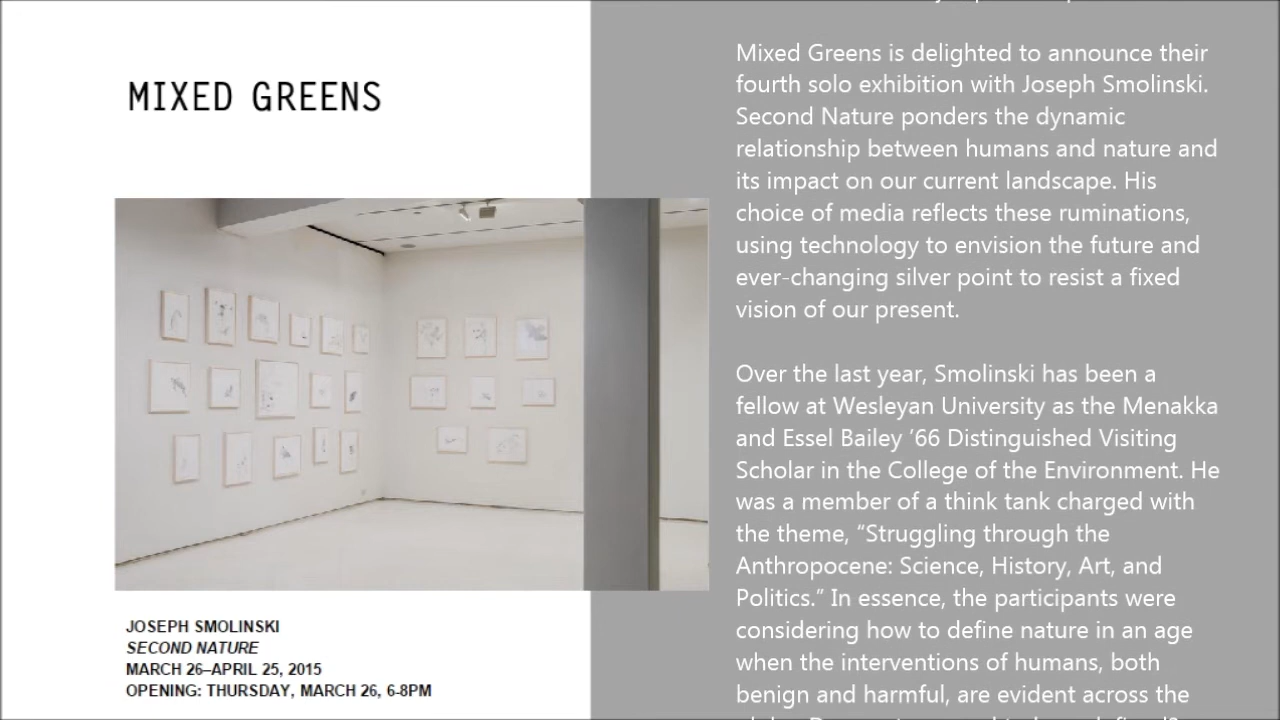 MIXED GREENS
JOSEPH SMOLINSKI
SECOND NATURE
MARCH 26–APRIL 25, 2015
OPENING: THURSDAY, MARCH 26, 6-8PM
Mixed Greens is delighted to announce their
fourth solo exhibition with Joseph Smolinski.
Second Nature ponders the dynamic
relationship between humans and nature and
its impact on our current landscape. His
choice of media reflects these ruminations,
using technology to envision the future and
ever-changing silver point to resist a fixed
vision of our present.
Over the last year, Smolinski has been a
fellow at Wesleyan University as the Menakka
and Essel Bailey ’66 Distinguished Visiting
Scholar in the College of the Environment. He
was a member of a think tank charged with
the theme, “Struggling through the
Anthropocene: Science, History, Art, and
Politics.” In essence, the participants were
considering how to define nature in an age
when the interventions of humans, both
benign and harmful, are evident across the